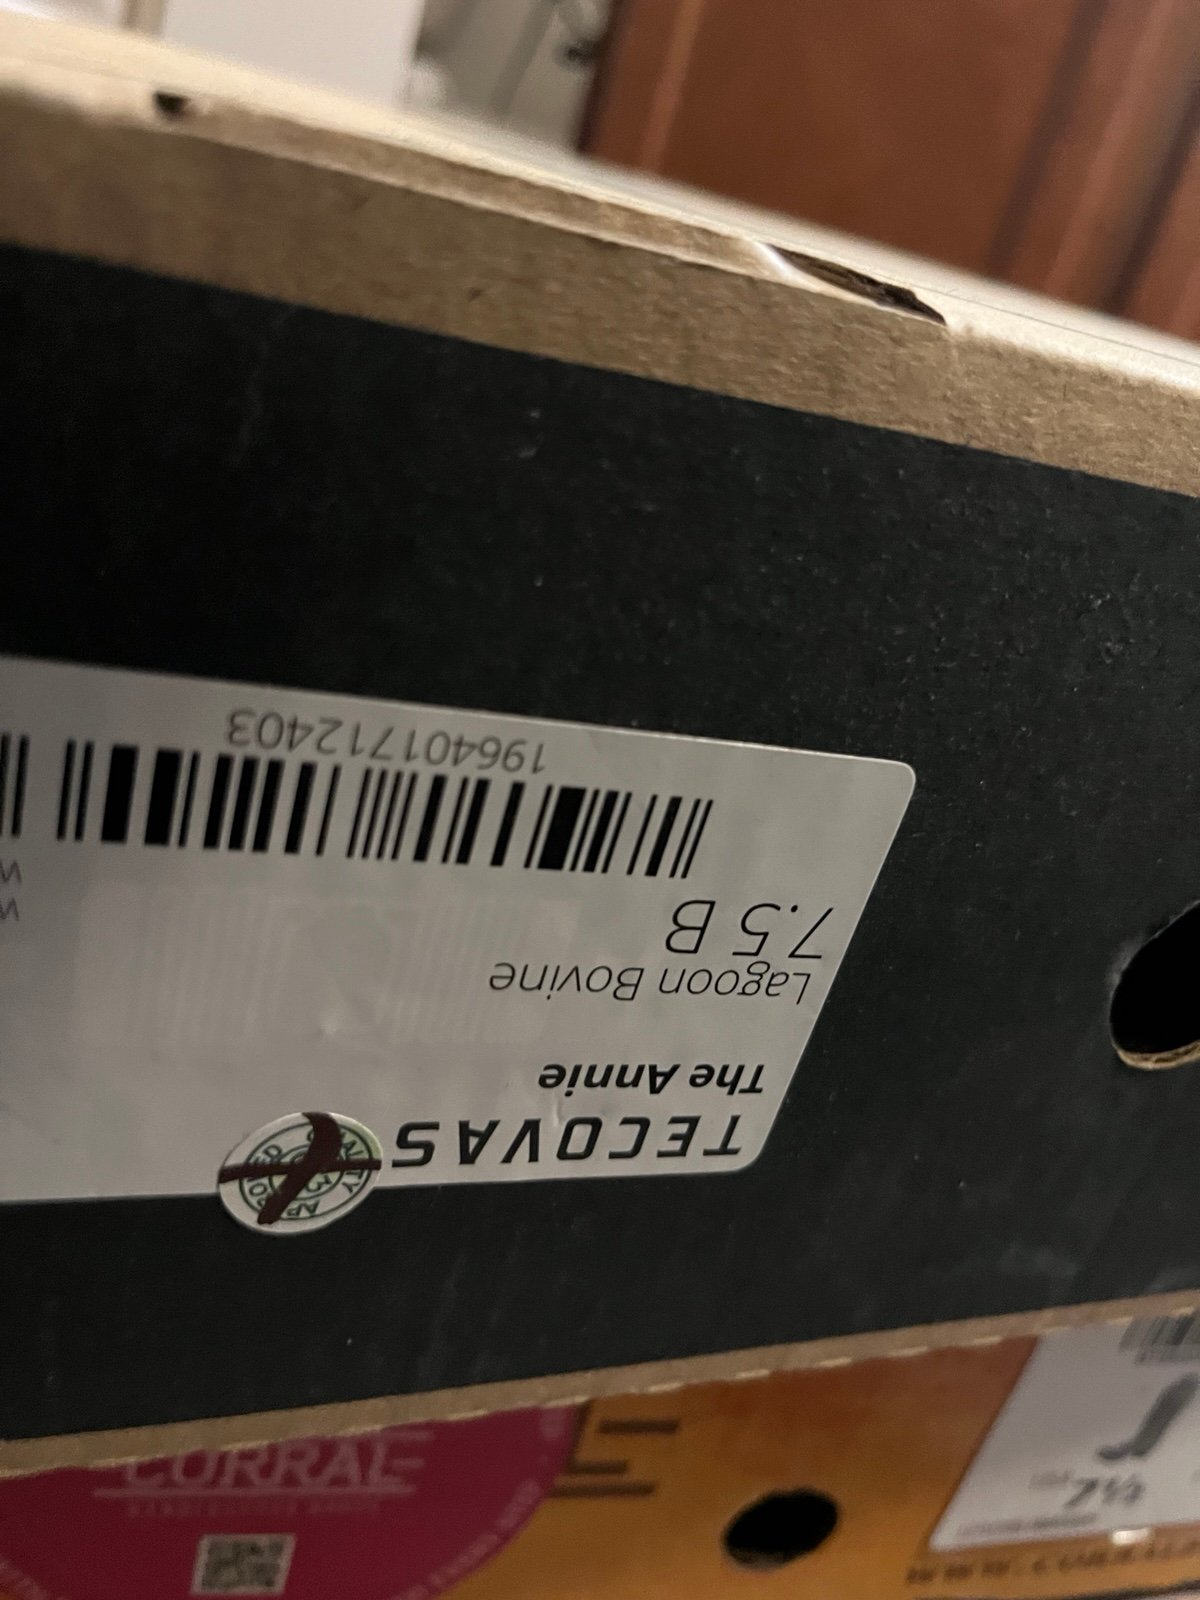 TECOVAS
The Annie
Lagoon Bovine
7.5 B
196401712403
CORRAL